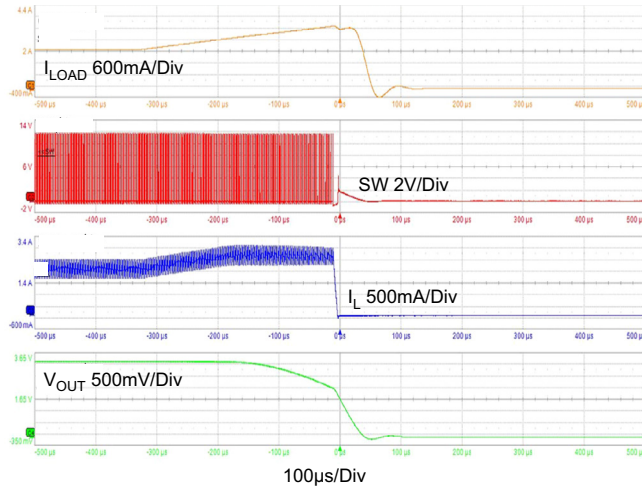 4.4 A
2 A
I_LOAD 600mA/Div
-400 mA
-500 µs -400 µs -300 µs -200 µs -100 µs 0 µs 100 µs 200 µs 300 µs 400 µs 500 µs
14 V
6 V
SW 2V/Div
-2 V
-500 µs -400 µs -300 µs -200 µs -100 µs 0 µs 100 µs 200 µs 300 µs 400 µs 500 µs
3.4 A
1.4 A
I_L 500mA/Div
-600 mA
-500 µs -400 µs -300 µs -200 µs -100 µs 0 µs 100 µs 200 µs 300 µs 400 µs 500 µs
3.65 V
V_OUT 500mV/Div
1.65 V
-350 mV
-500 µs -400 µs -300 µs -200 µs -100 µs 0 µs 100 µs 200 µs 300 µs 400 µs 500 µs
100µs/Div